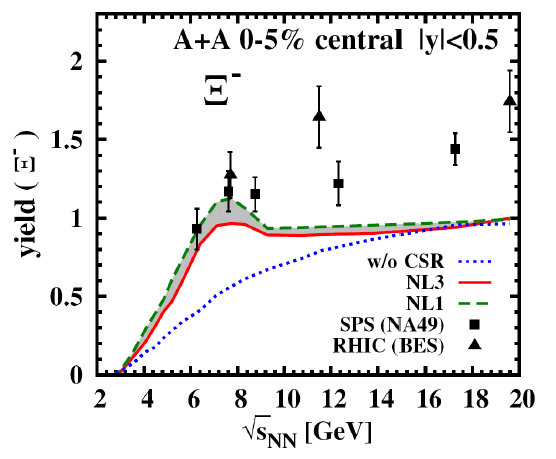 A+A 0-5% central |y|<0.5
Ξ⁻
yield ( Ξ⁻ )
2
1.5
1
0.5
0
w/o CSR
NL3
NL1
SPS (NA49)
RHIC (BES)
2 4 6 8 10 12 14 16 18 20
√sNN [GeV]